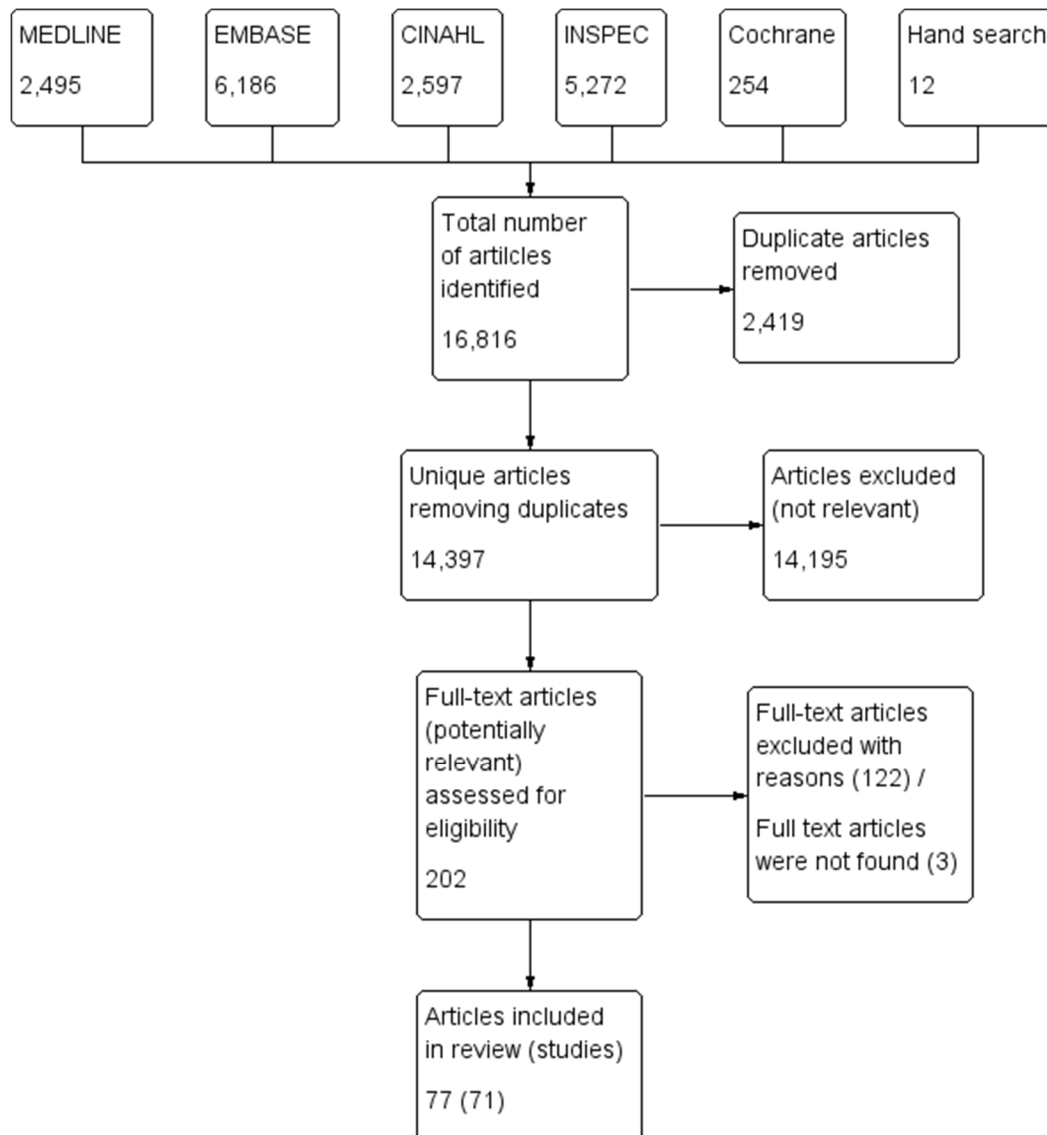 MEDLINE
2,495
EMBASE
6,186
CINAHL
2,597
INSPEC
5,272
Cochrane
254
Hand search
12
Total number
of artilcles
identified
16,816
Duplicate articles
removed
2,419
Unique articles
removing duplicates
14,397
Articles excluded
(not relevant)
14,195
Full-text articles
(potentially
relevant)
assessed for
eligibility
202
Full-text articles
excluded with
reasons (122) /
Full text articles
were not found (3)
Articles included
in review (studies)
77 (71)